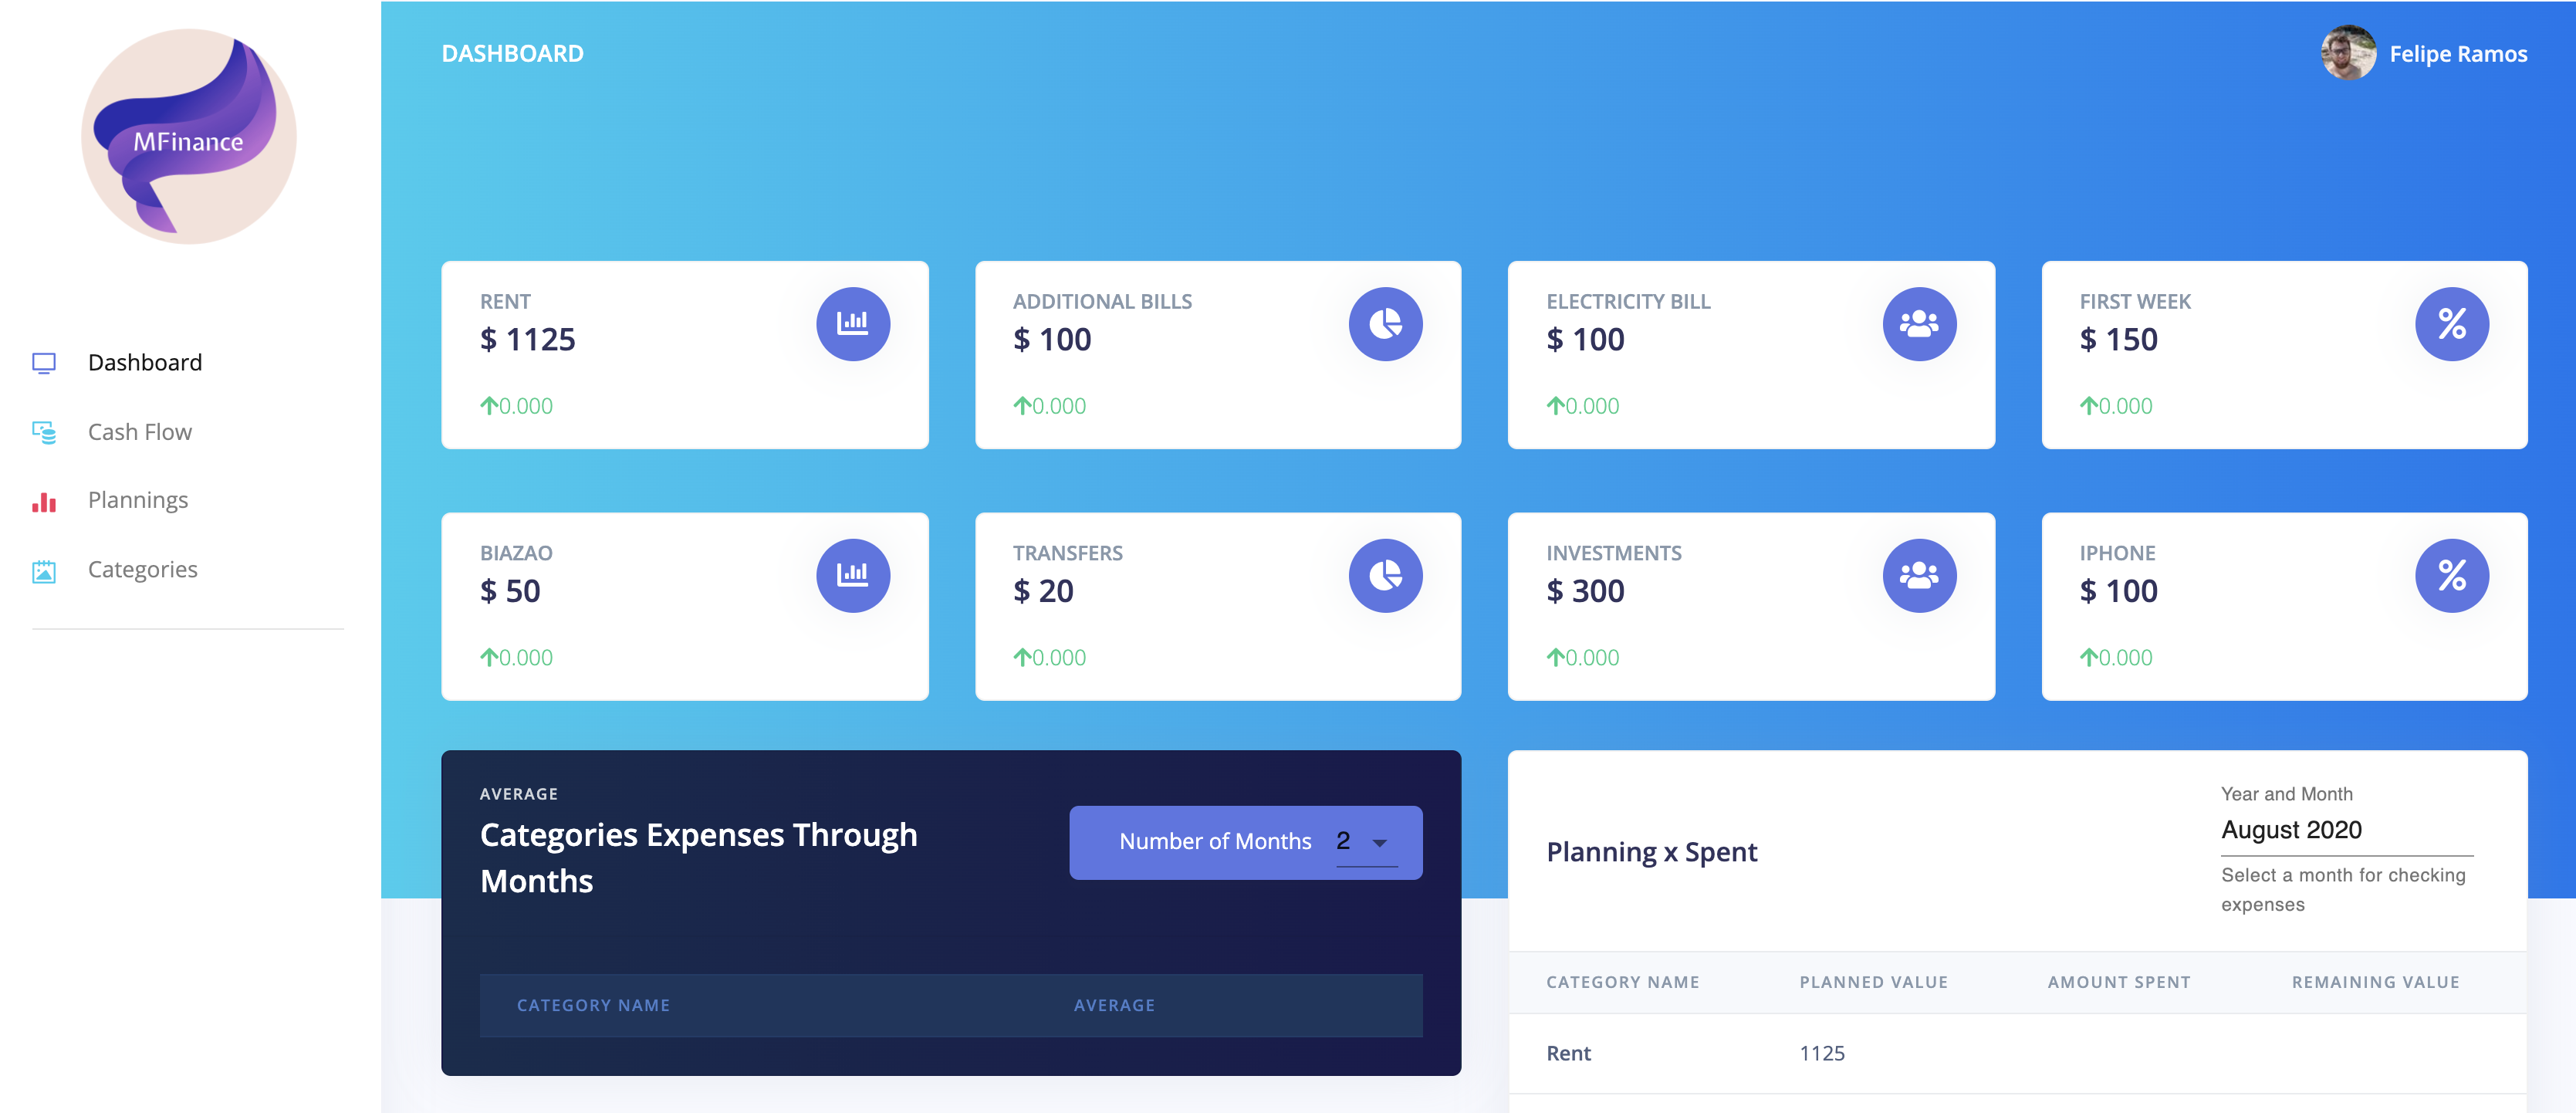 MFinance
Dashboard
Cash Flow
Plannings
Categories
DASHBOARD
Felipe Ramos
RENT
$ 1125
0.000
ADDITIONAL BILLS
$ 100
0.000
ELECTRICITY BILL
$ 100
0.000
FIRST WEEK
$ 150
0.000
BIAZAO
$ 50
0.000
TRANSFERS
$ 20
0.000
INVESTMENTS
$ 300
0.000
IPHONE
$ 100
0.000
AVERAGE
Categories Expenses Through
Months
Number of Months 2
CATEGORY NAME AVERAGE
Planning x Spent
Year and Month
August 2020
Select a month for checking
expenses
CATEGORY NAME PLANNED VALUE AMOUNT SPENT REMAINING VALUE
Rent 1125